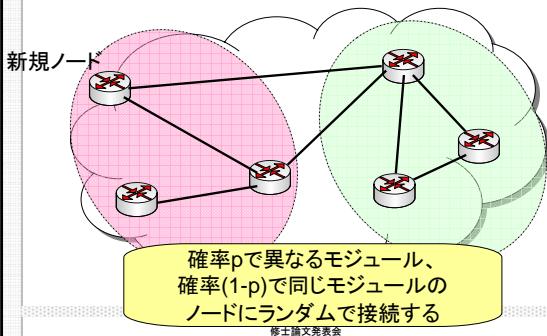 新規ノード
確率pで異なるモジュール、
確率(1-p)で同じモジュールの
ノードにランダムで接続する
修士論文発表会